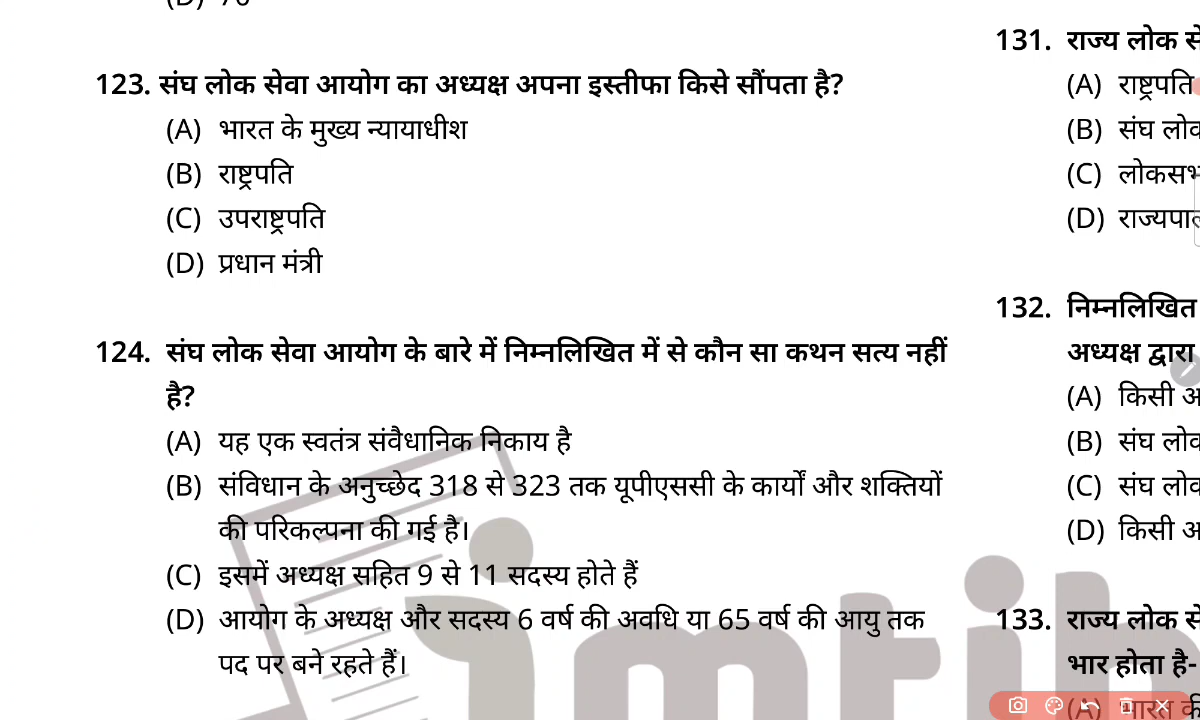 123. संघ लोक सेवा आयोग का अध्यक्ष अपना इस्तीफा किसे सौंपता है?
(A) भारत के मुख्य न्यायाधीश
(B) राष्ट्रपति
(C) उपराष्ट्रपति
(D) प्रधान मंत्री
124. संघ लोक सेवा आयोग के बारे में निम्नलिखित में से कौन सा कथन सत्य नहीं
है?
(A) यह एक स्वतंत्र संवैधानिक निकाय है
(B) संविधान के अनुच्छेद 318 से 323 तक यूपीएससी के कार्यों और शक्तियों
की परिकल्पना की गई है।
(C) इसमें अध्यक्ष सहित 9 से 11 सदस्य होते हैं
(D) आयोग के अध्यक्ष और सदस्य 6 वर्ष की अवधि या 65 वर्ष की आयु तक
पद पर बने रहते हैं।
131. राज्य लोक
(A) राष्ट्रपति
(B) संघ
(C)
(D)
132. निम्नलिखित
अध्यक्ष द्वारा
(A) किसी
(B) संघ
(C) संघ
(D) किसी
133. राज्य लोक
भार होता है-
(A) भारत